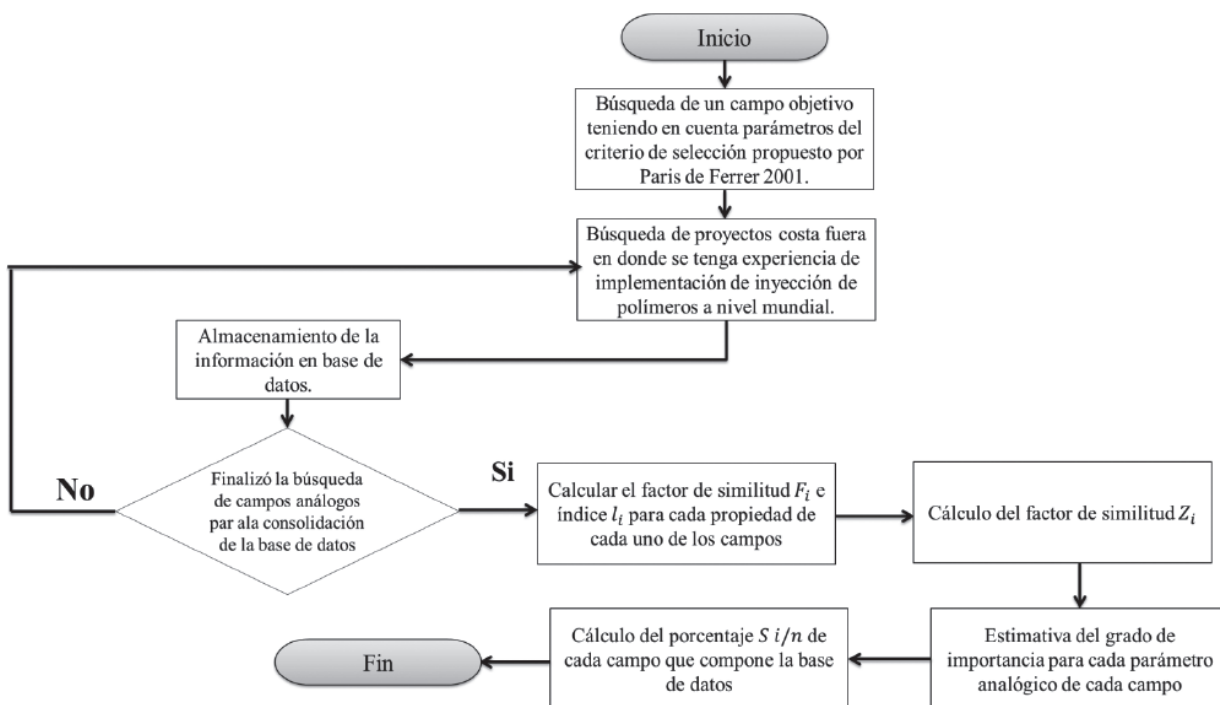 Inicio
Búsqueda de un campo objetivo
teniendo en cuenta parámetros del
criterio de selección propuesto por
Paris de Ferrer 2001.
Búsqueda de proyectos costa fuera
en donde se tenga experiencia de
implementación de inyección de
polímeros a nivel mundial.
Almacenamiento de la
información en base de
datos.
Finalizó la búsqueda
de campos análogos
par ala consolidación
de la base de datos
No
Si
Calcular el factor de similitud F_i e
índice l_i para cada propiedad de
cada uno de los campos
Cálculo del factor de similitud Z_i
Estimativa del grado de
importancia para cada parámetro
analógico de cada campo
Cálculo del porcentaje S i/n de
cada campo que compone la base
de datos
Fin